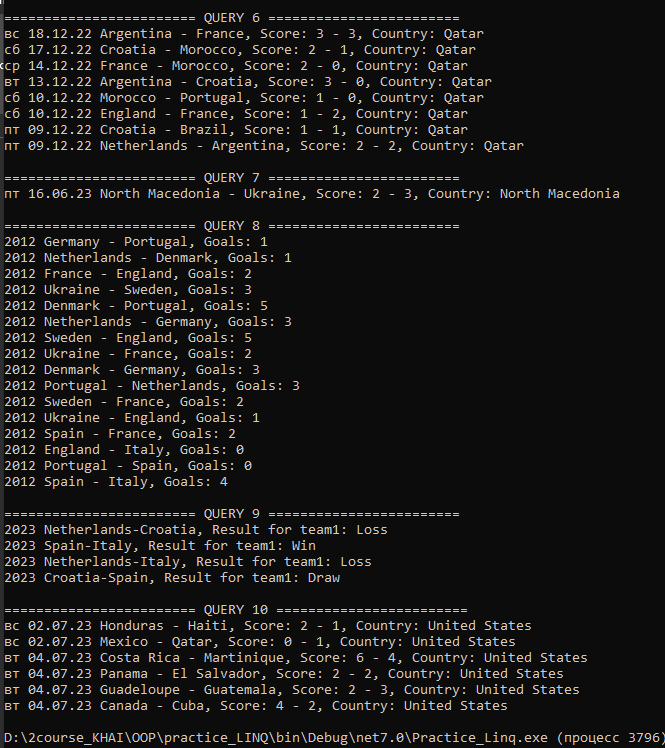 ======================== QUERY 6 ========================
вс 18.12.22 Argentina - France, Score: 3 - 3, Country: Qatar
сб 17.12.22 Croatia - Morocco, Score: 2 - 1, Country: Qatar
ср 14.12.22 France - Morocco, Score: 2 - 0, Country: Qatar
вт 13.12.22 Argentina - Croatia, Score: 3 - 0, Country: Qatar
сб 10.12.22 Morocco - Portugal, Score: 1 - 0, Country: Qatar
сб 10.12.22 England - France, Score: 1 - 2, Country: Qatar
пт 09.12.22 Croatia - Brazil, Score: 1 - 1, Country: Qatar
пт 09.12.22 Netherlands - Argentina, Score: 2 - 2, Country: Qatar
======================== QUERY 7 ========================
пт 16.06.23 North Macedonia - Ukraine, Score: 2 - 3, Country: North Macedonia
======================== QUERY 8 ========================
2012 Germany - Portugal, Goals: 1
2012 Netherlands - Denmark, Goals: 1
2012 France - England, Goals: 2
2012 Ukraine - Sweden, Goals: 3
2012 Denmark - Portugal, Goals: 5
2012 Netherlands - Germany, Goals: 3
2012 Sweden - England, Goals: 5
2012 Ukraine - France, Goals: 2
2012 Denmark - Germany, Goals: 3
2012 Portugal - Netherlands, Goals: 3
2012 Sweden - France, Goals: 2
2012 Ukraine - England, Goals: 1
2012 Spain - France, Goals: 2
2012 England - Italy, Goals: 0
2012 Portugal - Spain, Goals: 0
2012 Spain - Italy, Goals: 4
======================== QUERY 9 ========================
2023 Netherlands-Croatia, Result for team1: Loss
2023 Spain-Italy, Result for team1: Win
2023 Netherlands-Italy, Result for team1: Loss
2023 Croatia-Spain, Result for team1: Draw
======================== QUERY 10 ========================
вс 02.07.23 Honduras - Haiti, Score: 2 - 1, Country: United States
вс 02.07.23 Mexico - Qatar, Score: 0 - 1, Country: United States
вт 04.07.23 Costa Rica - Martinique, Score: 6 - 4, Country: United States
вт 04.07.23 Panama - El Salvador, Score: 2 - 2, Country: United States
вт 04.07.23 Guadeloupe - Guatemala, Score: 2 - 3, Country: United States
вт 04.07.23 Canada - Cuba, Score: 4 - 2, Country: United States
D:\2course_KHAI\OOP\practice_LINQ\bin\Debug\net7.0\Practice_Linq.exe (процесс 3796)